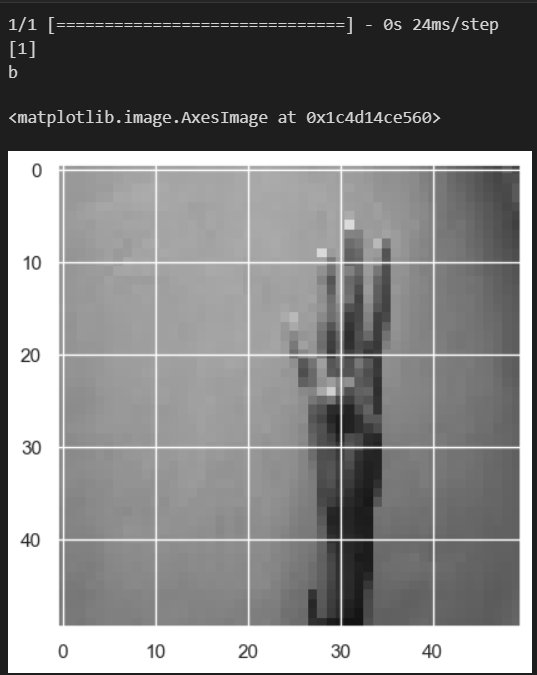 1/1 [==============================] - 0s 24ms/step
[1]
b
<matplotlib.image.AxesImage at 0x1c4d14ce560>
0
10
20
30
40
0 10 20 30 40